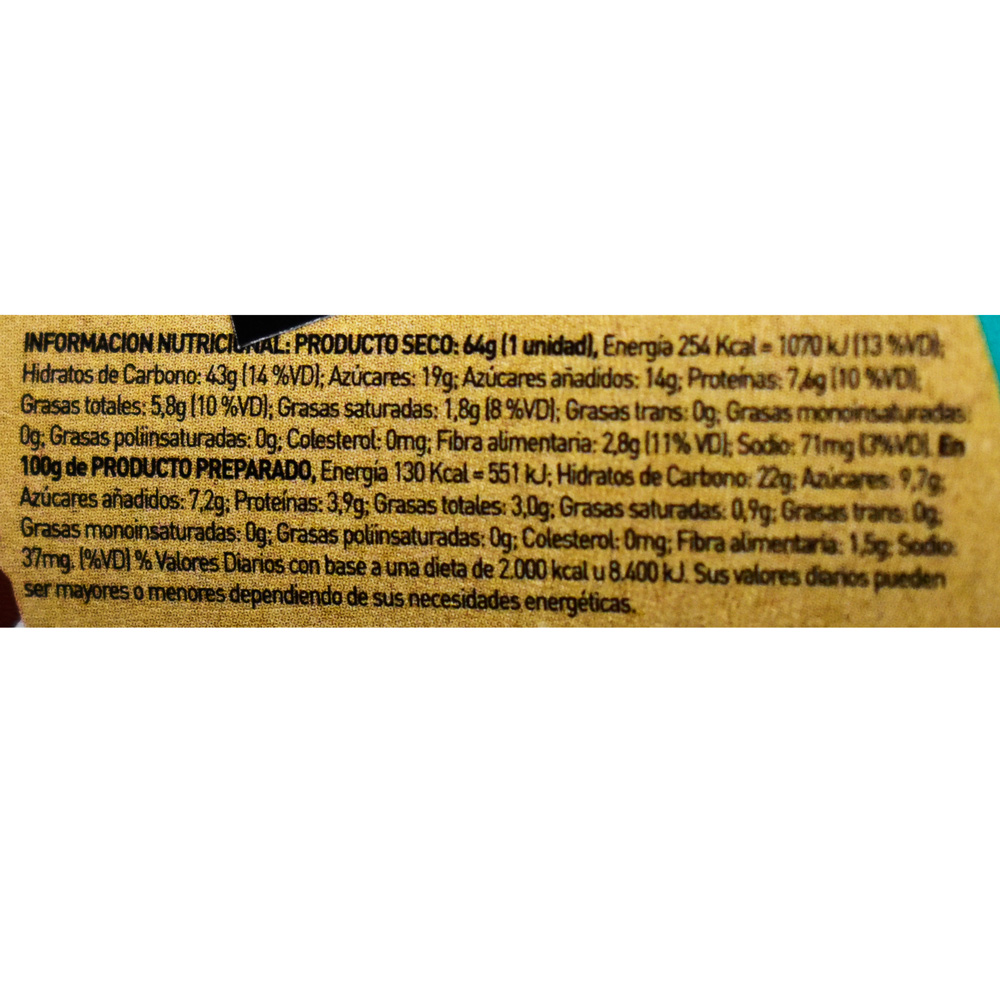 INFORMACION NUTRICIONAL: PRODUCTO SECO: 64g (1 unidad), Energía 254 Kcal = 1070 kJ (13 %VD);
Hidratos de Carbono: 43g (14 %VD); Azúcares: 19g; Azúcares añadidos: 14g; Proteínas: 7,6g (10 %VD);
Grasas totales: 5,8g (10 %VD); Grasas saturadas: 1,8g (8 %VD); Grasas trans: 0g; Grasas monoinsaturadas:
0g; Grasas poliinsaturadas: 0g; Colesterol: 0mg; Fibra alimentaria: 2,8g (11% VD); Sodio: 71mg (3%VD). En
100g de PRODUCTO PREPARADO, Energía 130 Kcal = 551 kJ; Hidratos de Carbono: 22g; Azúcares: 9,7g;
Azúcares añadidos: 7,2g; Proteínas: 3,9g; Grasas totales: 3,0g; Grasas saturadas: 0,9g; Grasas trans: 0g;
Grasas monoinsaturadas: 0g; Grasas poliinsaturadas: 0g; Colesterol: 0mg; Fibra alimentaria: 1,5g; Sodio:
37mg. (%VD) % Valores Diarios con base a una dieta de 2.000 kcal u 8.400 kJ. Sus valores diarios pueden
ser mayores o menores dependiendo de sus necesidades energéticas.